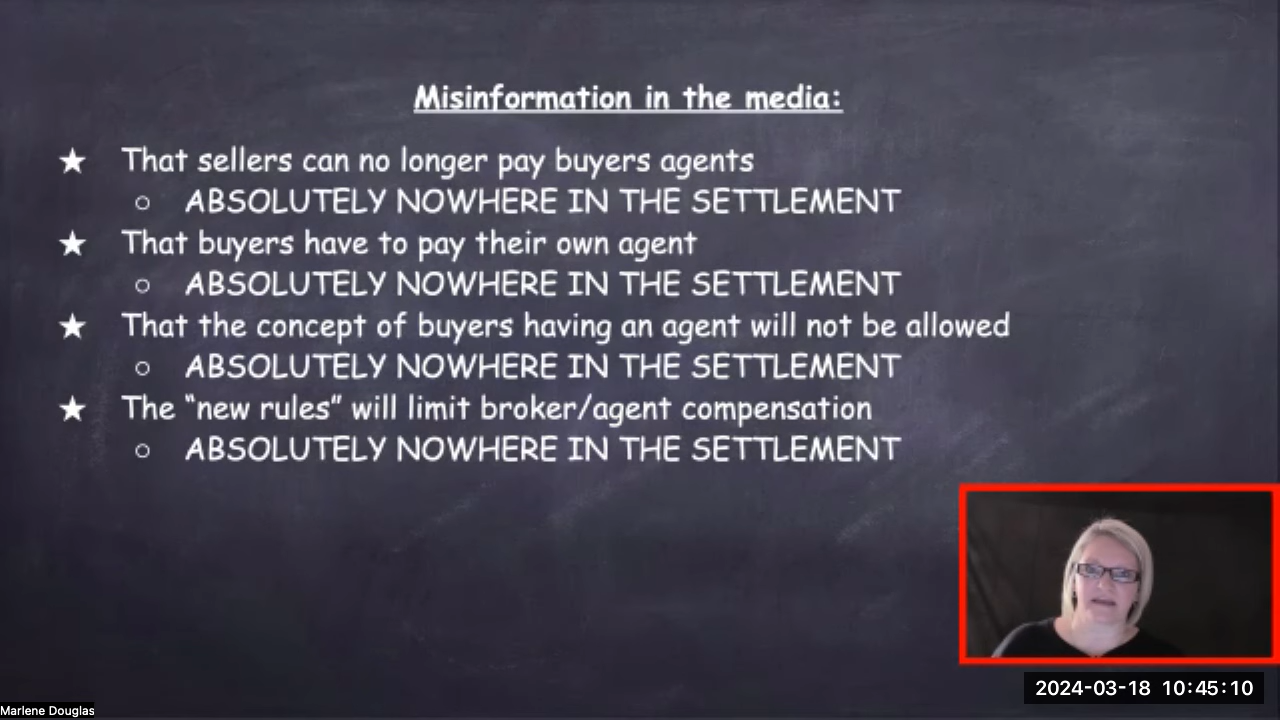 Misinformation in the media:
★ That sellers can no longer pay buyers agents
○ ABSOLUTELY NOWHERE IN THE SETTLEMENT
★ That buyers have to pay their own agent
○ ABSOLUTELY NOWHERE IN THE SETTLEMENT
★ That the concept of buyers having an agent will not be allowed
○ ABSOLUTELY NOWHERE IN THE SETTLEMENT
★ The “new rules” will limit broker/agent compensation
○ ABSOLUTELY NOWHERE IN THE SETTLEMENT
2024-03-18 10:45:10
Marlene Douglas